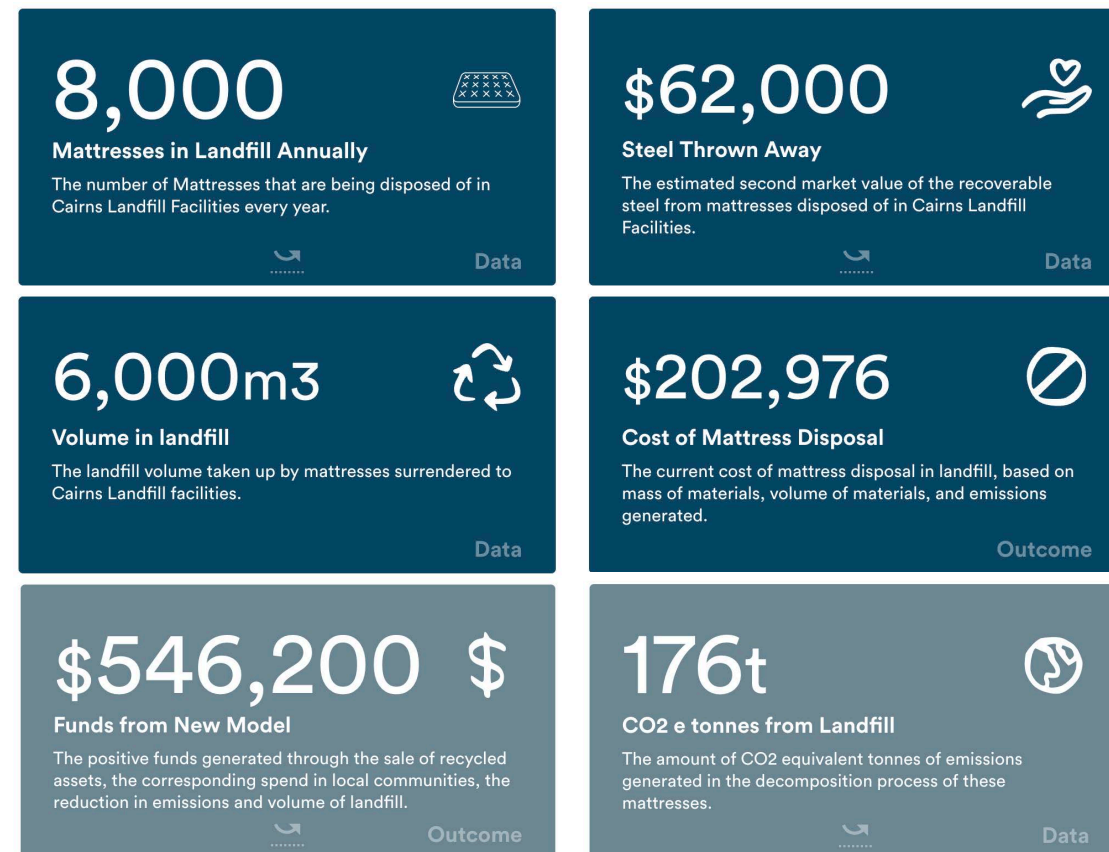 8,000
Mattresses in Landfill Annually
The number of Mattresses that are being disposed of in
Cairns Landfill Facilities every year.
Data
$62,000
Steel Thrown Away
The estimated second market value of the recoverable
steel from mattresses disposed of in Cairns Landfill
Facilities.
Data
6,000m3
Volume in landfill
The landfill volume taken up by mattresses surrendered to
Cairns Landfill facilities.
Data
$202,976
Cost of Mattress Disposal
The current cost of mattress disposal in landfill, based on
mass of materials, volume of materials, and emissions
generated.
Outcome
$546,200 $
Funds from New Model
The positive funds generated through the sale of recycled
assets, the corresponding spend in local communities, the
reduction in emissions and volume of landfill.
Outcome
176t
CO2 e tonnes from Landfill
The amount of CO2 equivalent tonnes of emissions
generated in the decomposition process of these
mattresses.
Data